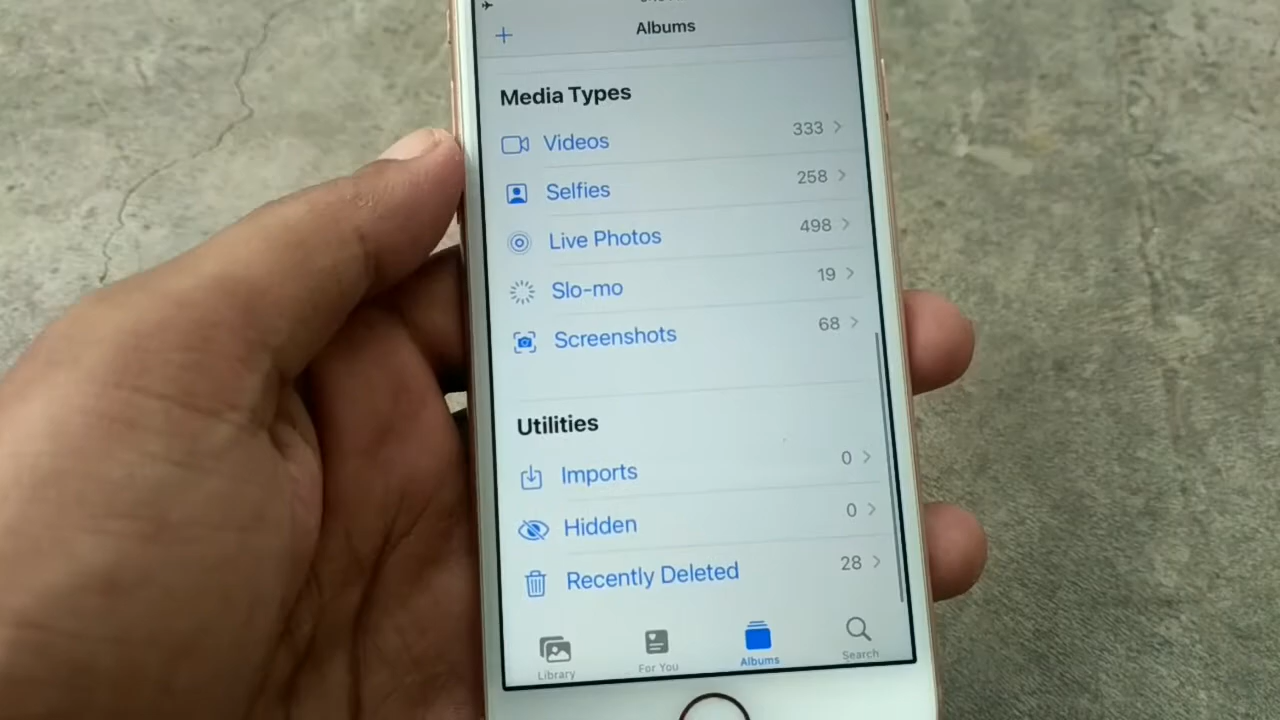 Albums
Media Types
Videos 333
Selfies 258
Live Photos 498
Slo-mo 19
Screenshots 68
Utilities
Imports 0
Hidden 0
Recently Deleted 28
Library For You Albums Search